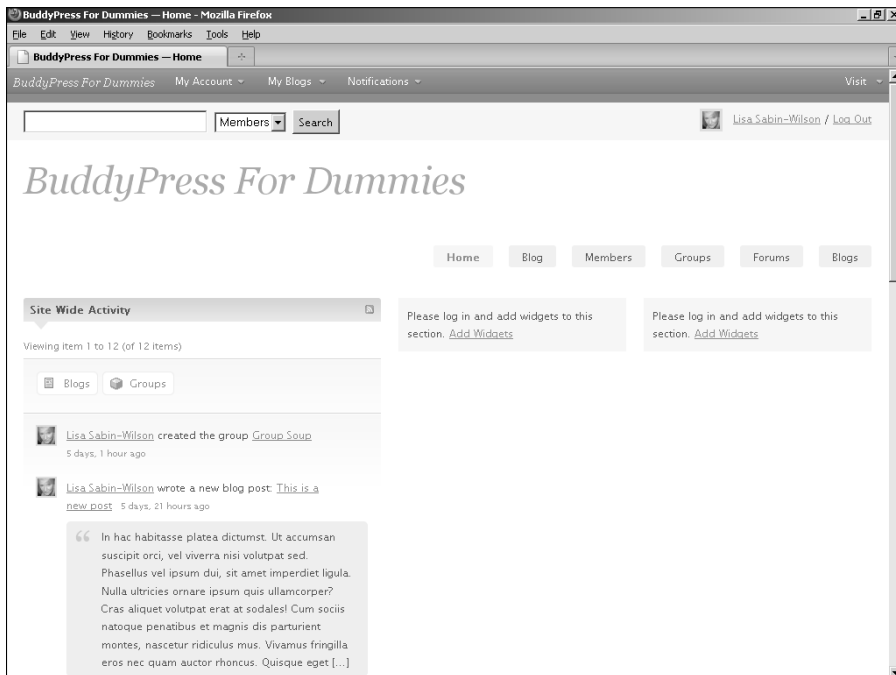 BuddyPress For Dummies — Home - Mozilla Firefox
File Edit View History Bookmarks Tools Help
BuddyPress For Dummies — Home
BuddyPress For Dummies My Account My Blogs Notifications Visit
Members Search Lisa Sabin-Wilson / Log Out
BuddyPress For Dummies
Home Blog Members Groups Forums Blogs
Site Wide Activity
Viewing item 1 to 12 (of 12 items)
Blogs Groups
Lisa Sabin-Wilson created the group Group Soup
5 days, 1 hour ago
Lisa Sabin-Wilson wrote a new blog post: This is a
new post 5 days, 21 hours ago
In hac habitasse platea dictumst. Ut accumsan
suscipit orci, vel viverra nisi volutpat sed.
Phasellus vel ipsum dui, sit amet imperdiet ligula.
Nulla ultricies ornare ipsum quis ullamcorper?
Cras aliquet volutpat erat at sodales! Cum sociis
natoque penatibus et magnis dis parturient
montes, nascetur ridiculus mus. Vivamus fringilla
eros nec quam auctor rhoncus. Quisque eget [...]
Please log in and add widgets to this
section. Add Widgets
Please log in and add widgets to this
section. Add Widgets